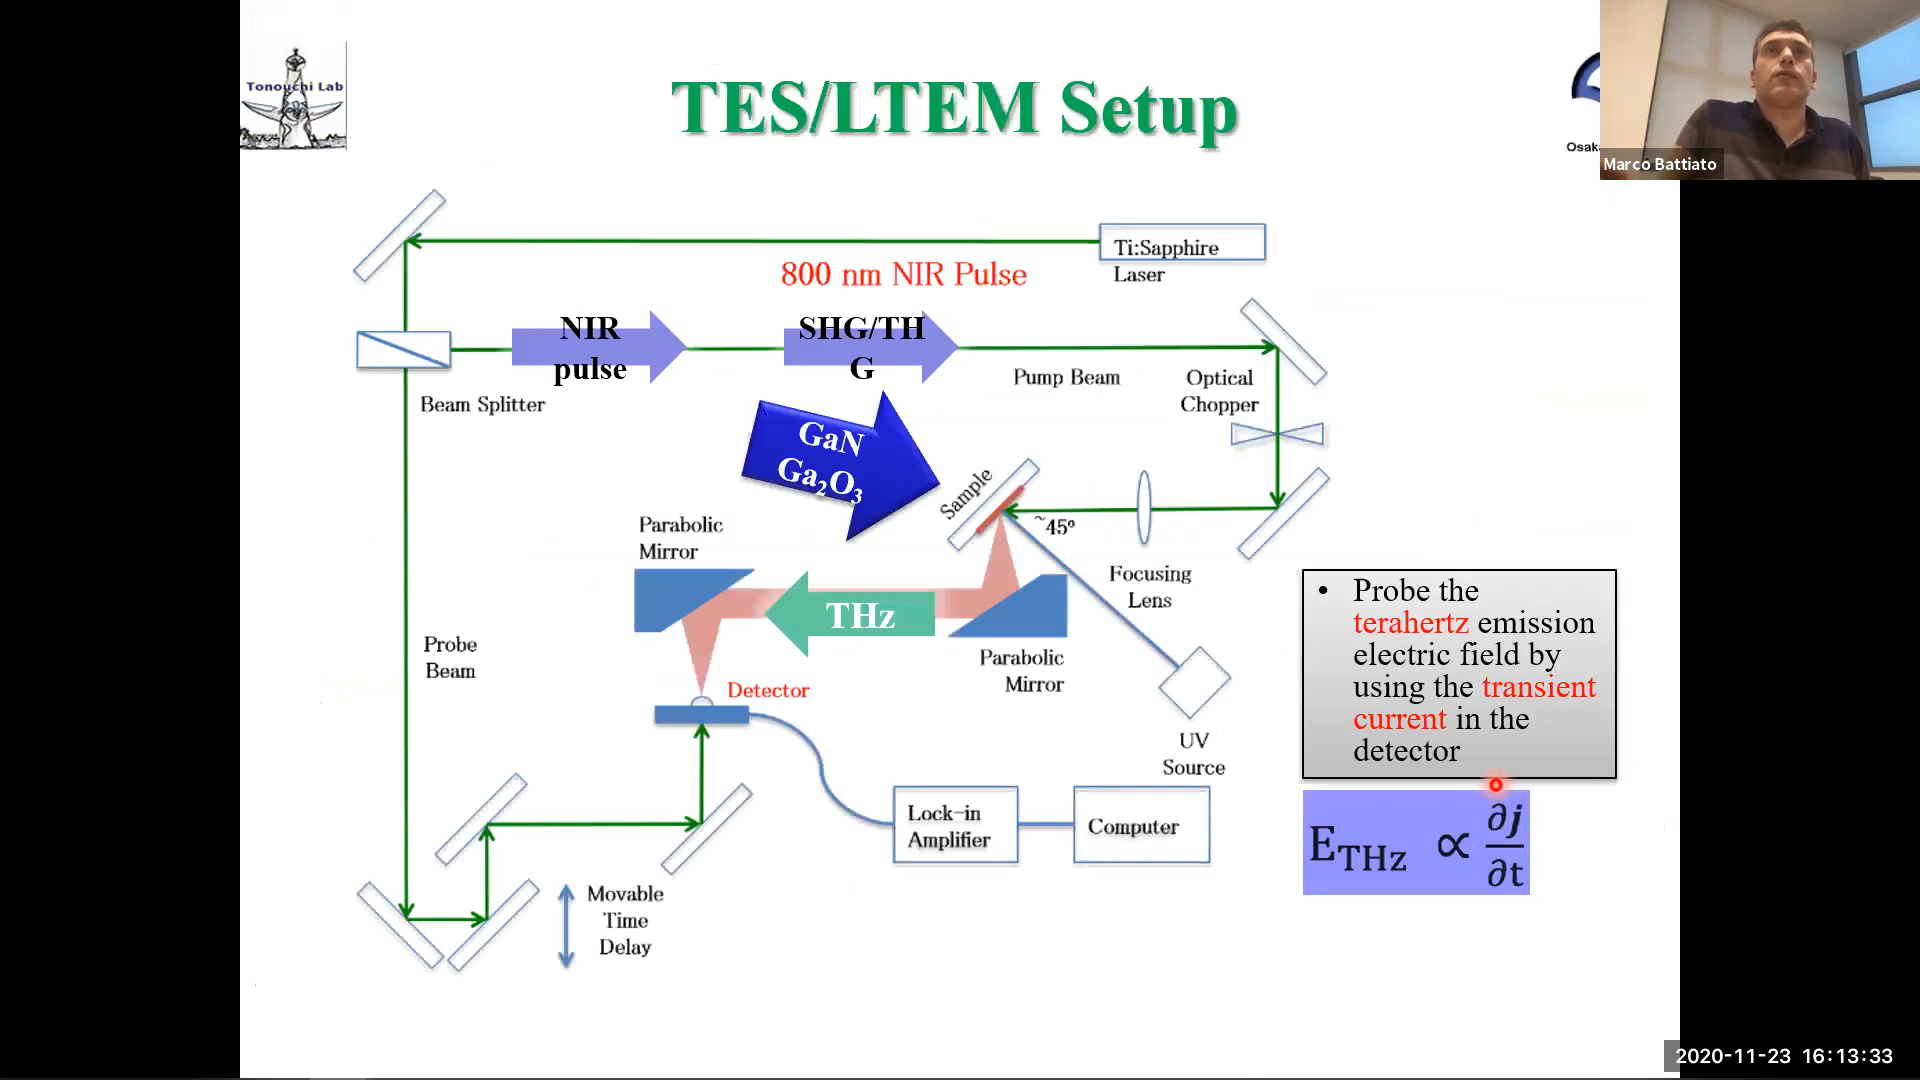 Tonouchi Lab
TES/LTEM Setup
Marco Battiato
Ti:Sapphire
Laser
800 nm NIR Pulse
NIR
pulse
SHG/TH
G
Pump Beam
Optical
Chopper
Beam Splitter
GaN
Ga₂O₃
Sample
~45°
Parabolic
Mirror
Focusing
Lens
THz
Probe
Beam
Parabolic
Mirror
Detector
UV
Source
Lock-in
Amplifier
Computer
Movable
Time
Delay
• Probe the
terahertz emission
electric field by
using the transient
current in the
detector
E_THz ∝ ∂j/∂t
2020-11-23 16:13:33